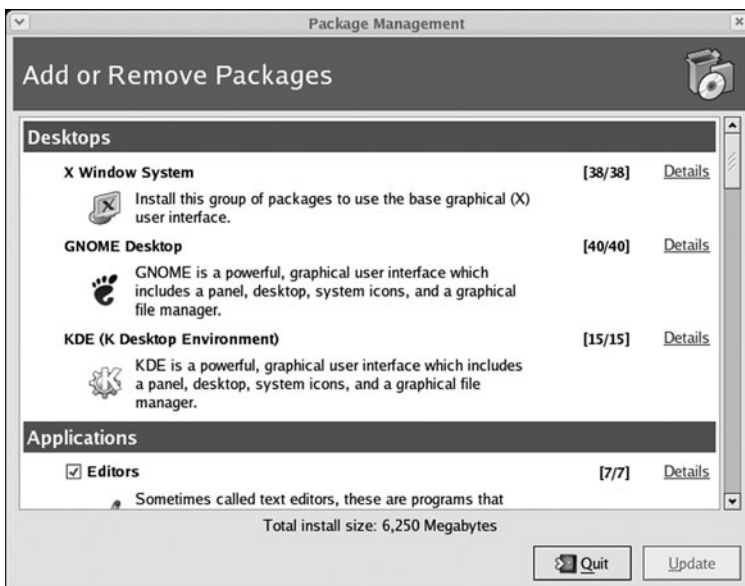 Package Management
Add or Remove Packages
Desktops
X Window System [38/38] Details
Install this group of packages to use the base graphical (X)
user interface.
GNOME Desktop [40/40] Details
GNOME is a powerful, graphical user interface which
includes a panel, desktop, system icons, and a graphical
file manager.
KDE (K Desktop Environment) [15/15] Details
KDE is a powerful, graphical user interface which includes
a panel, desktop, system icons, and a graphical file
manager.
Applications
Editors [7/7] Details
Sometimes called text editors, these are programs that
Total install size: 6,250 Megabytes
Quit Update